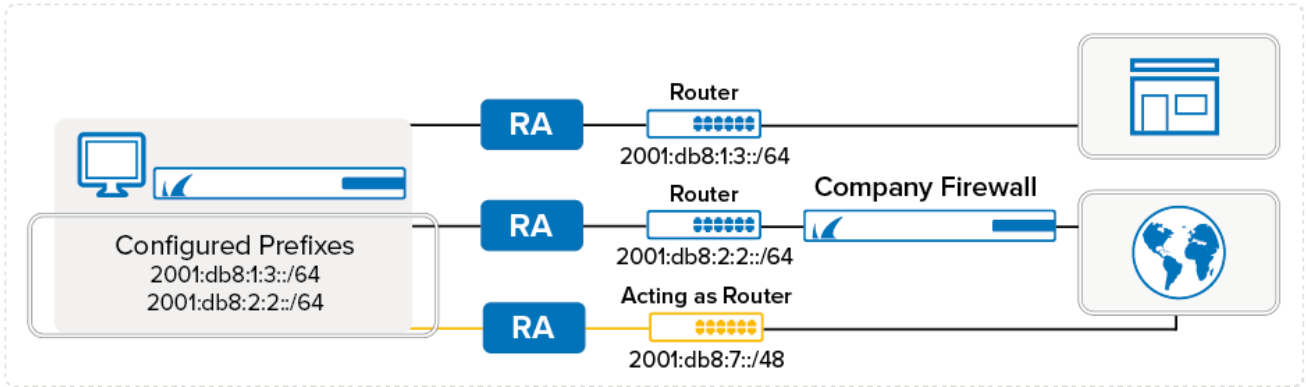 RA
Router
2001:db8:1:3::/64
RA
Router
2001:db8:2:2::/64
Company Firewall
Configured Prefixes
2001:db8:1:3::/64
2001:db8:2:2::/64
RA
Acting as Router
2001:db8:7::/48